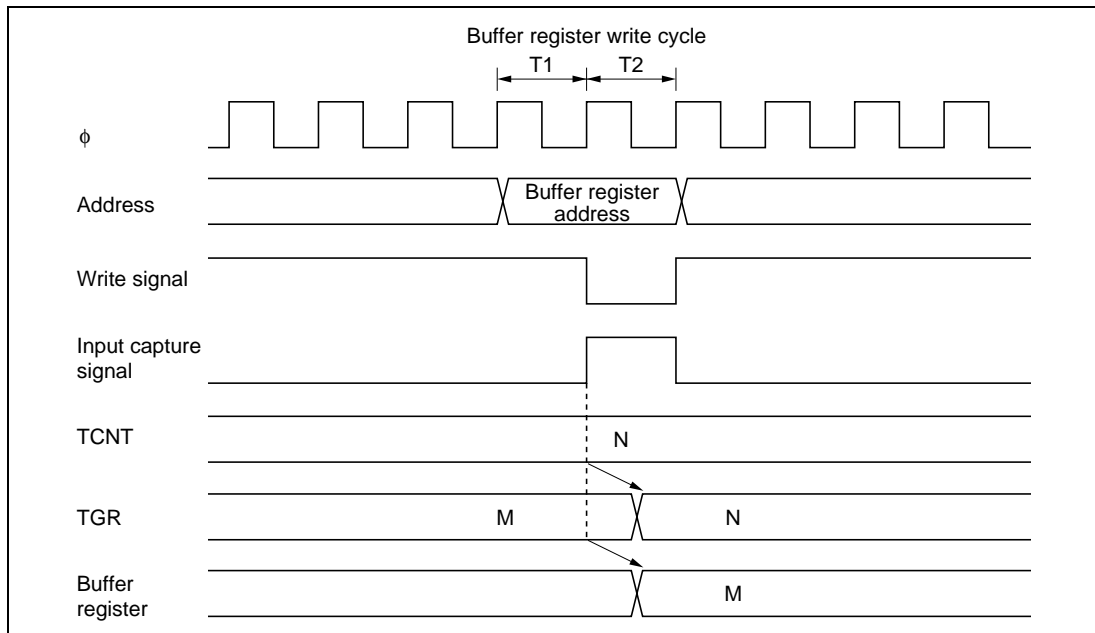 Buffer register write cycle
T1 T2
ϕ
Address
Buffer register
address
Write signal
Input capture
signal
TCNT
N
TGR
M N
Buffer
register
M